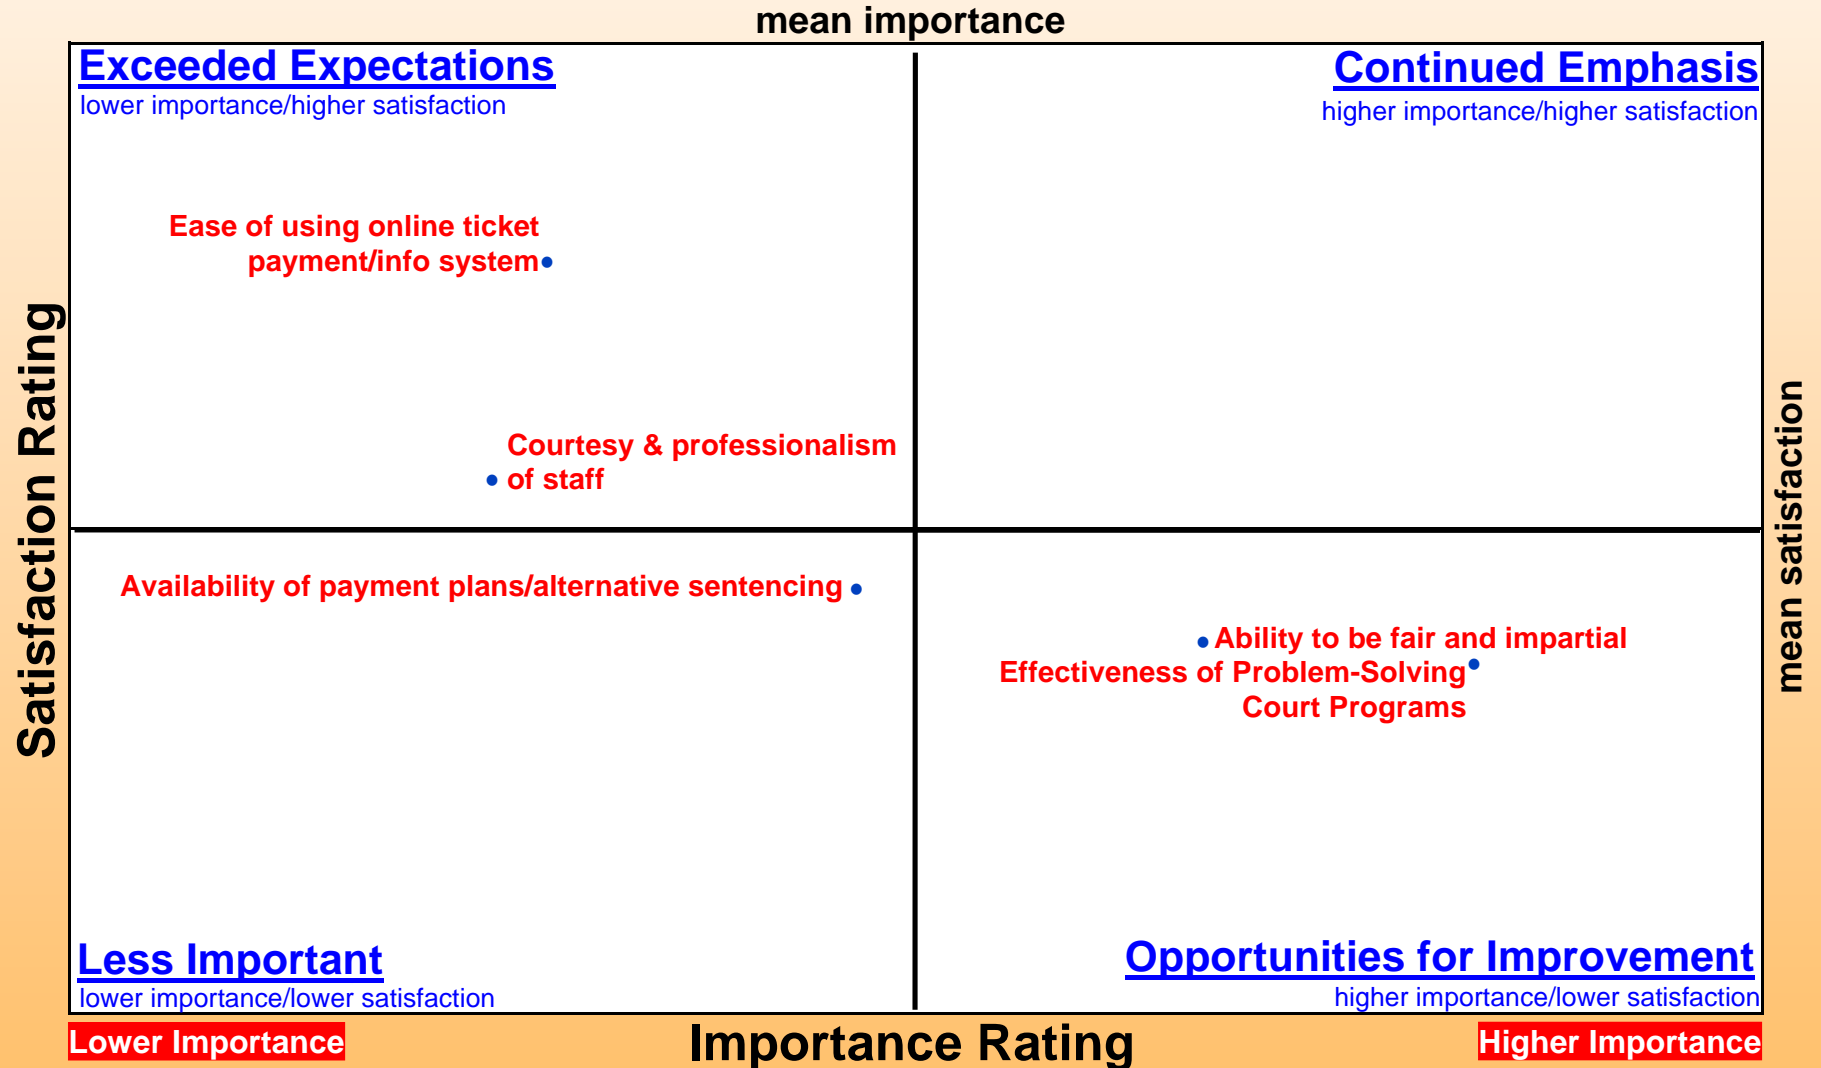 mean importance
Exceeded Expectations
lower importance/higher satisfaction
Continued Emphasis
higher importance/higher satisfaction
Ease of using online ticket
payment/info system
Courtesy & professionalism
of staff
Satisfaction Rating
mean satisfaction
Availability of payment plans/alternative sentencing
Ability to be fair and impartial
Effectiveness of Problem-Solving
Court Programs
Less Important
lower importance/lower satisfaction
Opportunities for Improvement
higher importance/lower satisfaction
Lower Importance
Importance Rating
Higher Importance